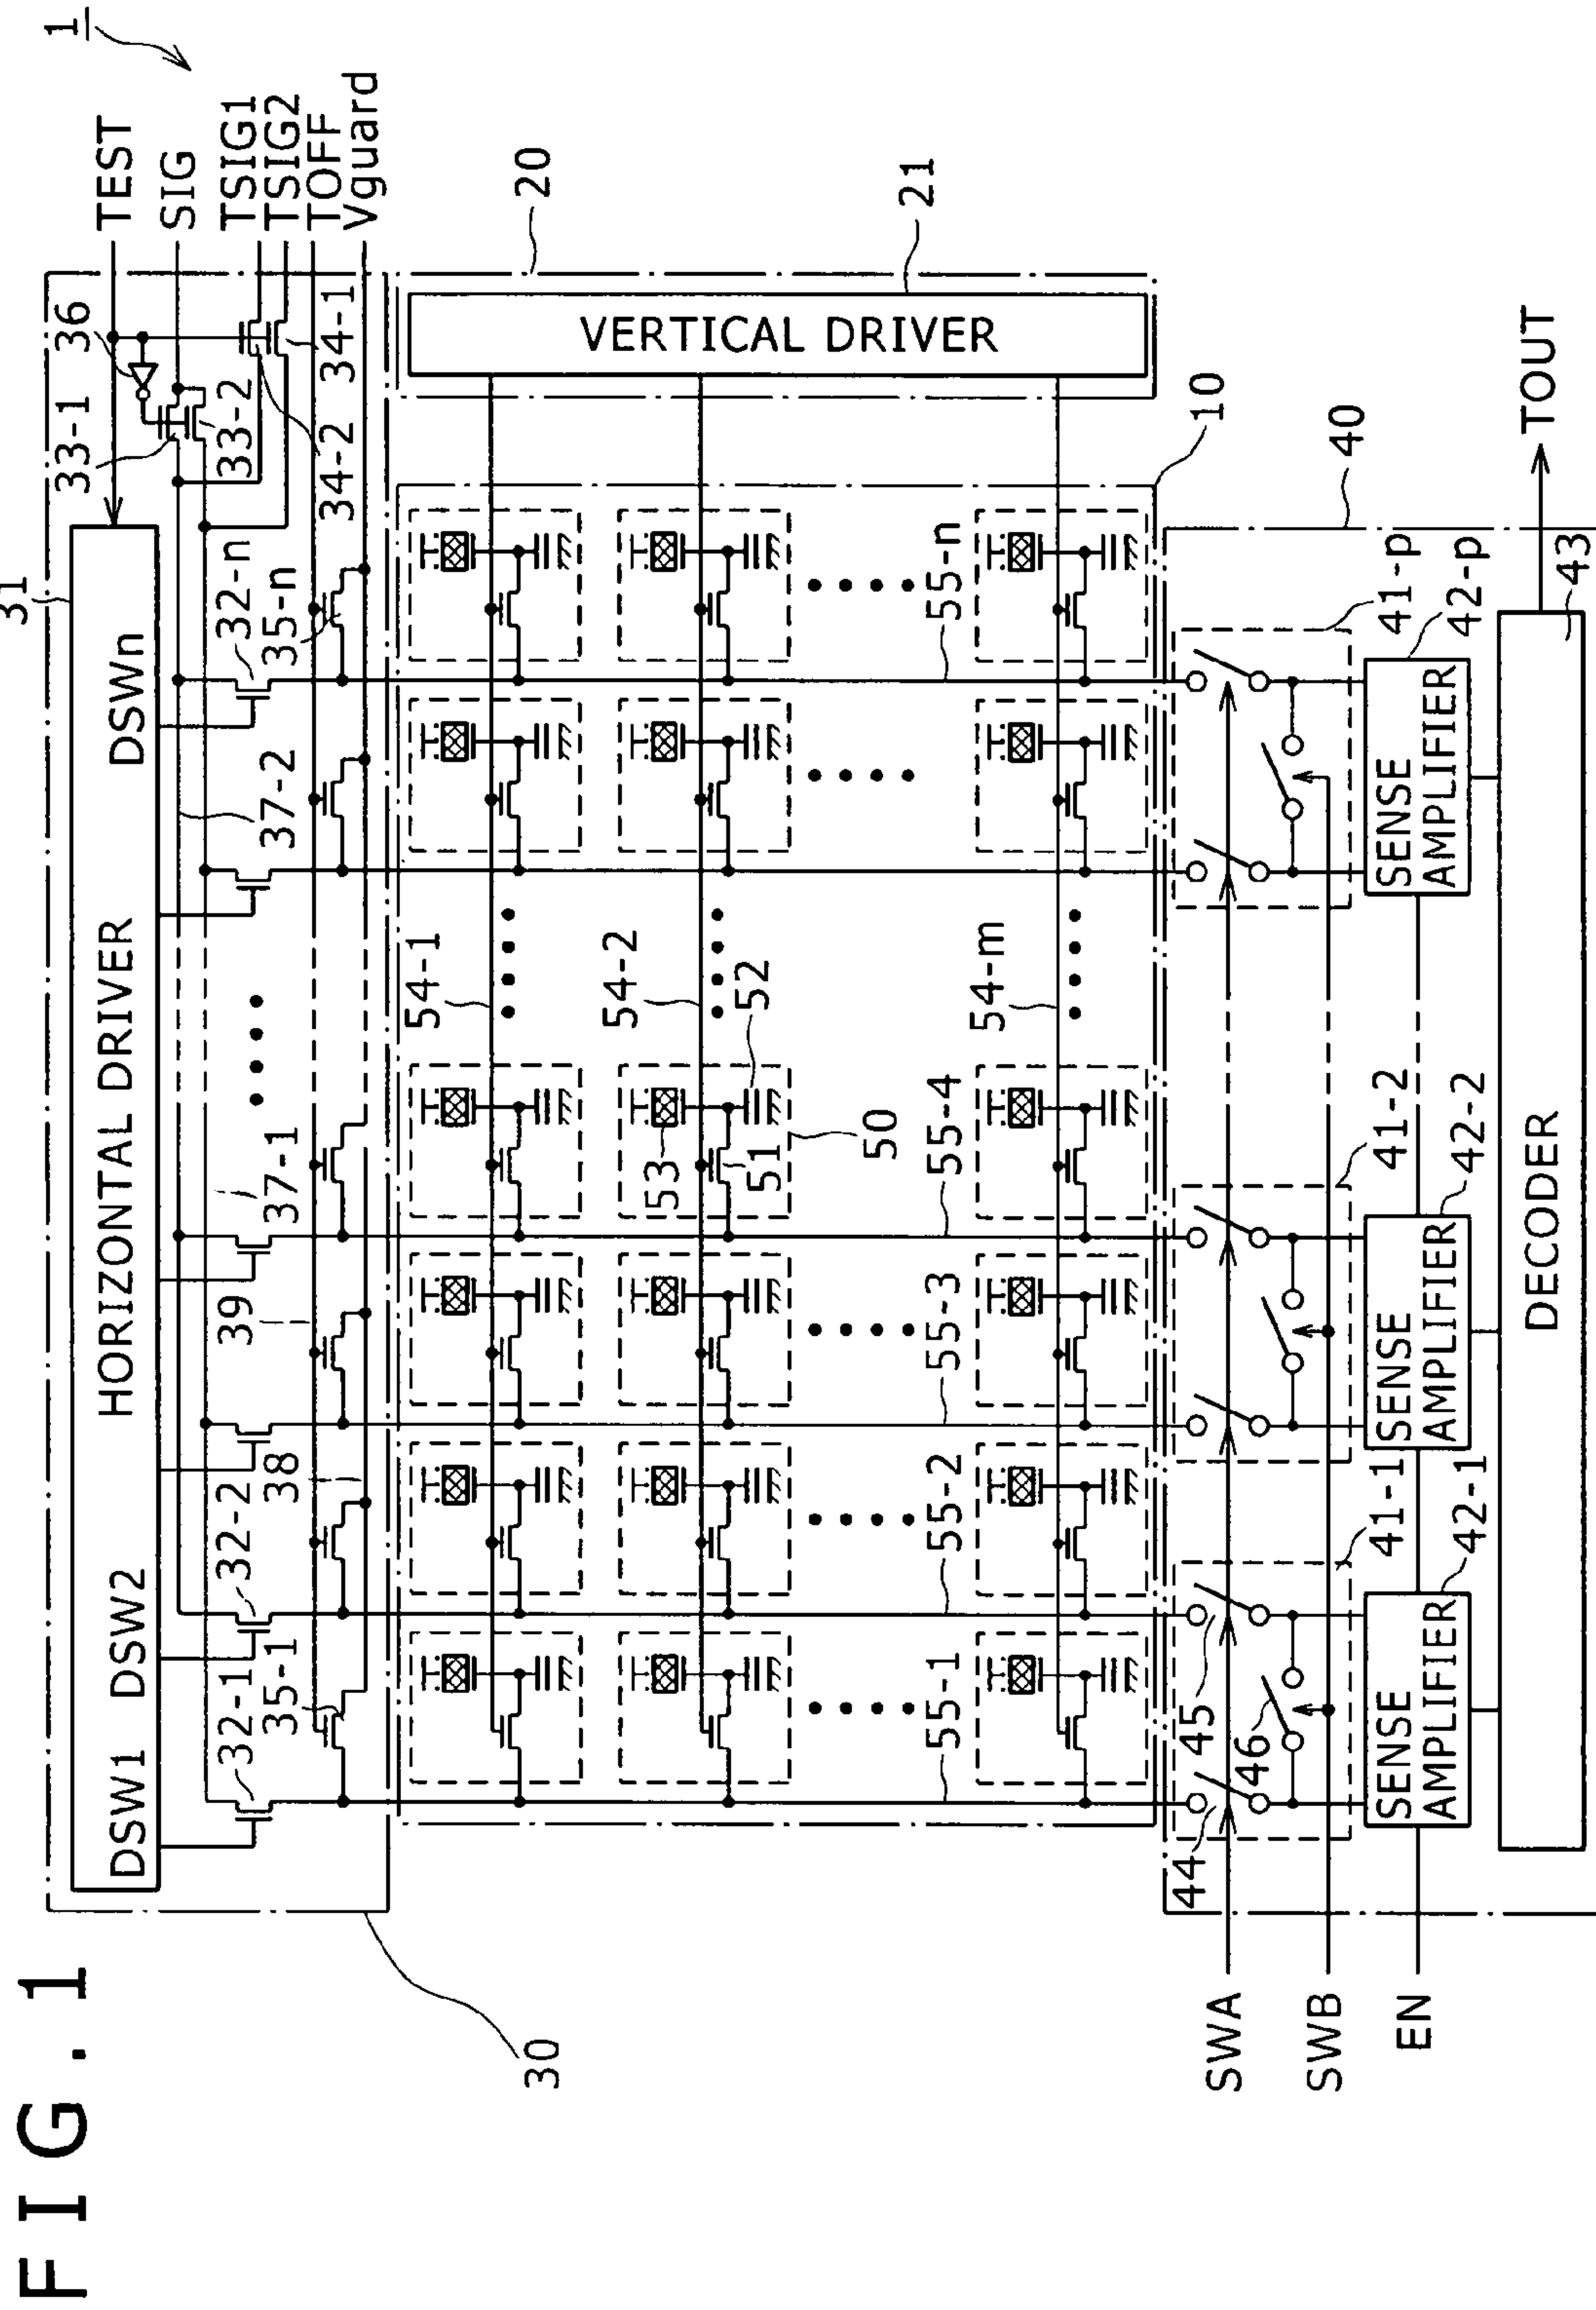 FIG. 1
1
31
HORIZONTAL DRIVER
DSW1
DSW2
DSWn
TEST
SIG
TSIG1
TSIG2
TOFF
Vguard
36
33-1
33-2
34-1
34-2
32-1
32-2
32-n
35-1
35-n
37-1
37-2
38
39
30
20
VERTICAL DRIVER
21
10
54-1
54-2
54-m
53
52
51
50
55-1
55-2
55-3
55-4
55-n
40
SWA
SWB
EN
44
45
46
41-1
41-2
41-p
SENSE
AMPLIFIER
42-1
SENSE
AMPLIFIER
42-2
SENSE
AMPLIFIER
42-p
DECODER
43
TOUT